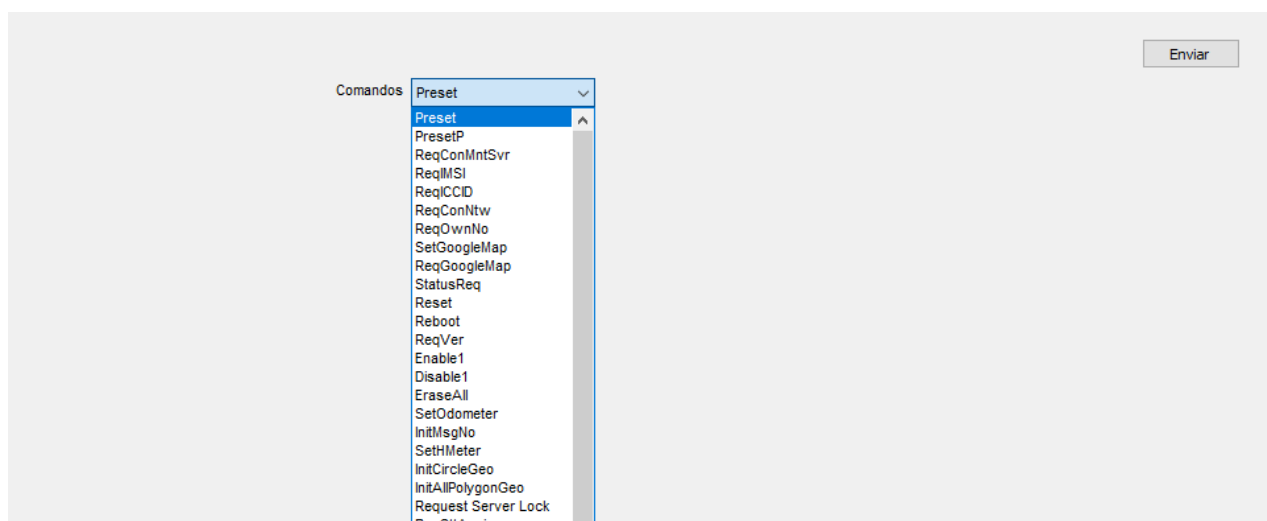 Enviar
Comandos Preset
Preset
PresetP
ReqConMntSvr
ReqIMSI
ReqICCID
ReqConNtw
ReqOwnNo
SetGoogleMap
ReqGoogleMap
StatusReq
Reset
Reboot
ReqVer
Enable1
Disable1
EraseAll
SetOdometer
InitMsgNo
SetHMeter
InitCircleGeo
InitAllPolygonGeo
Request Server Lock